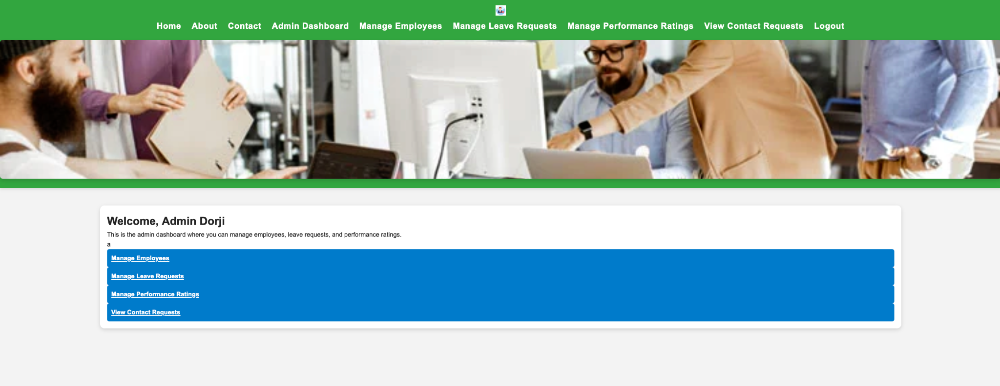 Home About Contact Admin Dashboard Manage Employees Manage Leave Requests Manage Performance Ratings View Contact Requests Logout
Welcome, Admin Dorji
This is the admin dashboard where you can manage employees, leave requests, and performance ratings.
a
Manage Employees
Manage Leave Requests
Manage Performance Ratings
View Contact Requests